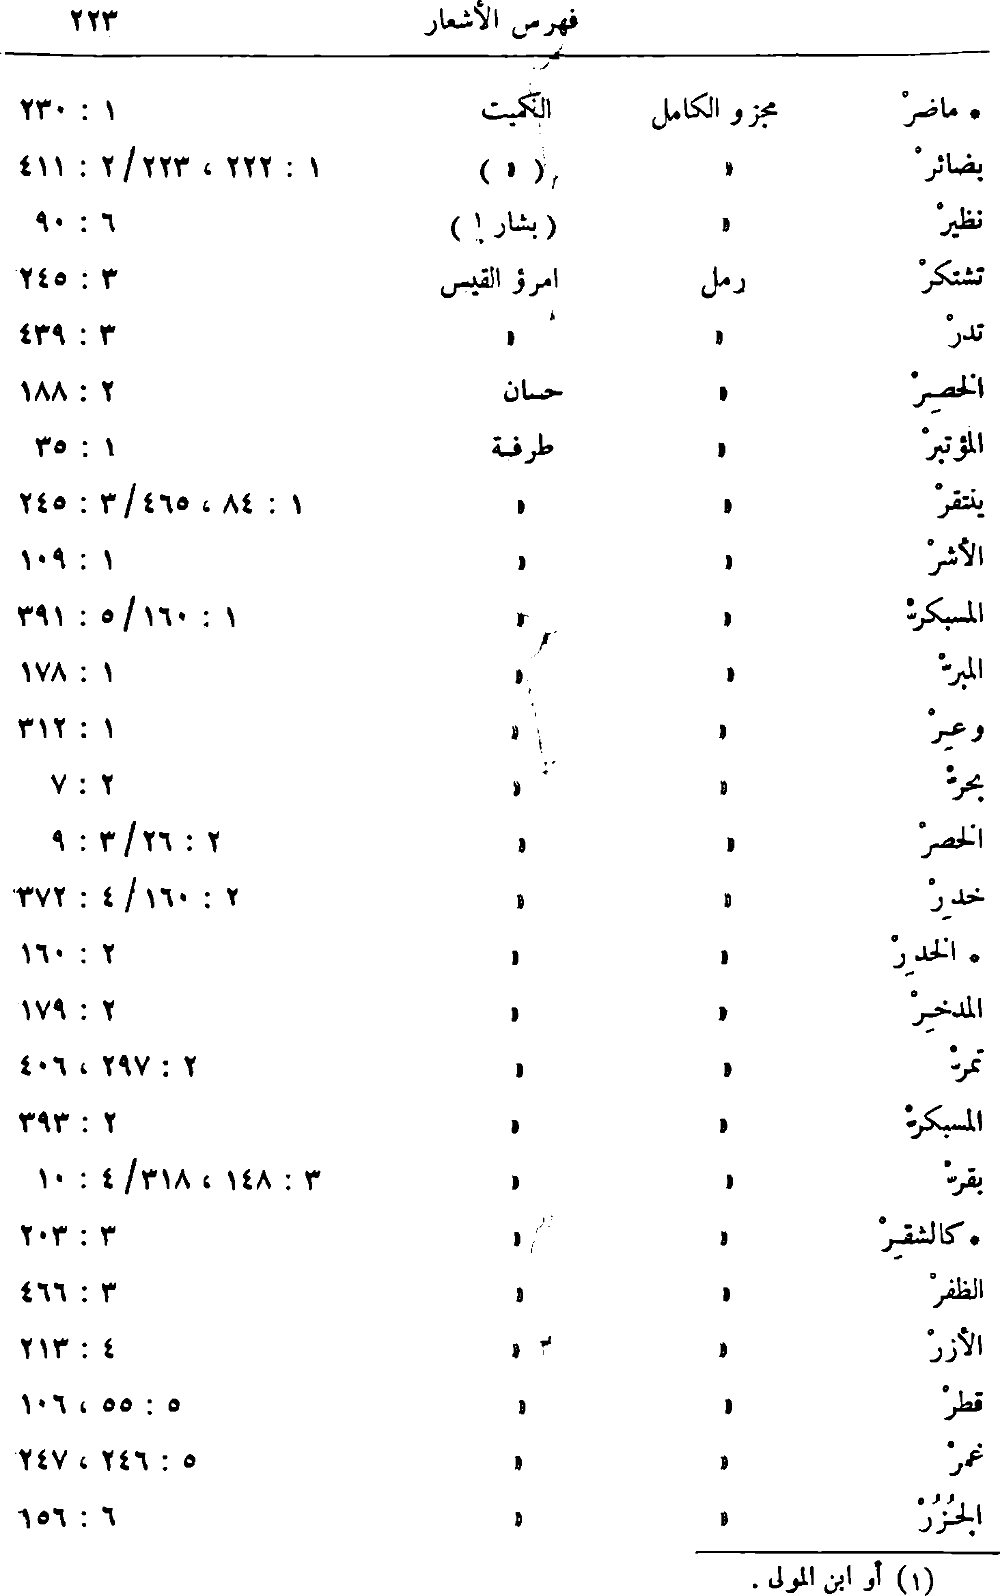 فهرس الأشعار ٢٢٣
* ماضرْ مجزو الكامل الكميت ١ : ٢٣٠
بضائرْ » ( » ) ١ : ٢٢٢ ، ٢٢٣/ ٢ : ٤١١
نظيرْ » ( بشار ١ ) ٦ : ٩٠
تشتكرْ رمل امرؤ القيس ٣ : ٢٤٥
تدرْ » » ٣ : ٤٣٩
الخصِرْ » حسان ٢ : ١٨٨
المؤتبرْ » طرفة ١ : ٣٥
ينتقرْ » » ١ : ٨٤ ، ٤٦٥/ ٣ : ٢٤٥
الأشرْ » » ١ : ١٠٩
المسبكرّْ » » ١ : ١٦٠/ ٥ : ٣٩١
المبرّْ » » ١ : ١٧٨
وعِرْ » » ١ : ٣١٢
بحرّْ » » ٢ : ٧
الخصرْ » » ٢ : ٢٦/ ٣ : ٩
خدِرْ » » ٢ : ١٦٠/ ٤ : ٣٧٢
* الخدِرْ » » ٢ : ١٦٠
المدخِرْ » » ٢ : ١٧٩
تمرّْ » » ٢ : ٢٩٧ ، ٤٠٦
المسبكرّْ » » ٢ : ٣٩٣
بقرّْ » » ٣ : ١٤٨ ، ٣١٨/ ٤ : ١٠
* كالشقِرْ » » ٣ : ٢٠٣
الظفرْ » » ٣ : ٤٦٦
الأزرْ » » ٤ : ٢١٣
قطرْ » » ٥ : ٥٥ ، ١٠٦
غمرْ » » ٥ : ٢٤٦ ، ٢٤٧
الجُزُرْ » » ٦ : ١٥٦
(١) أو ابن المولى .